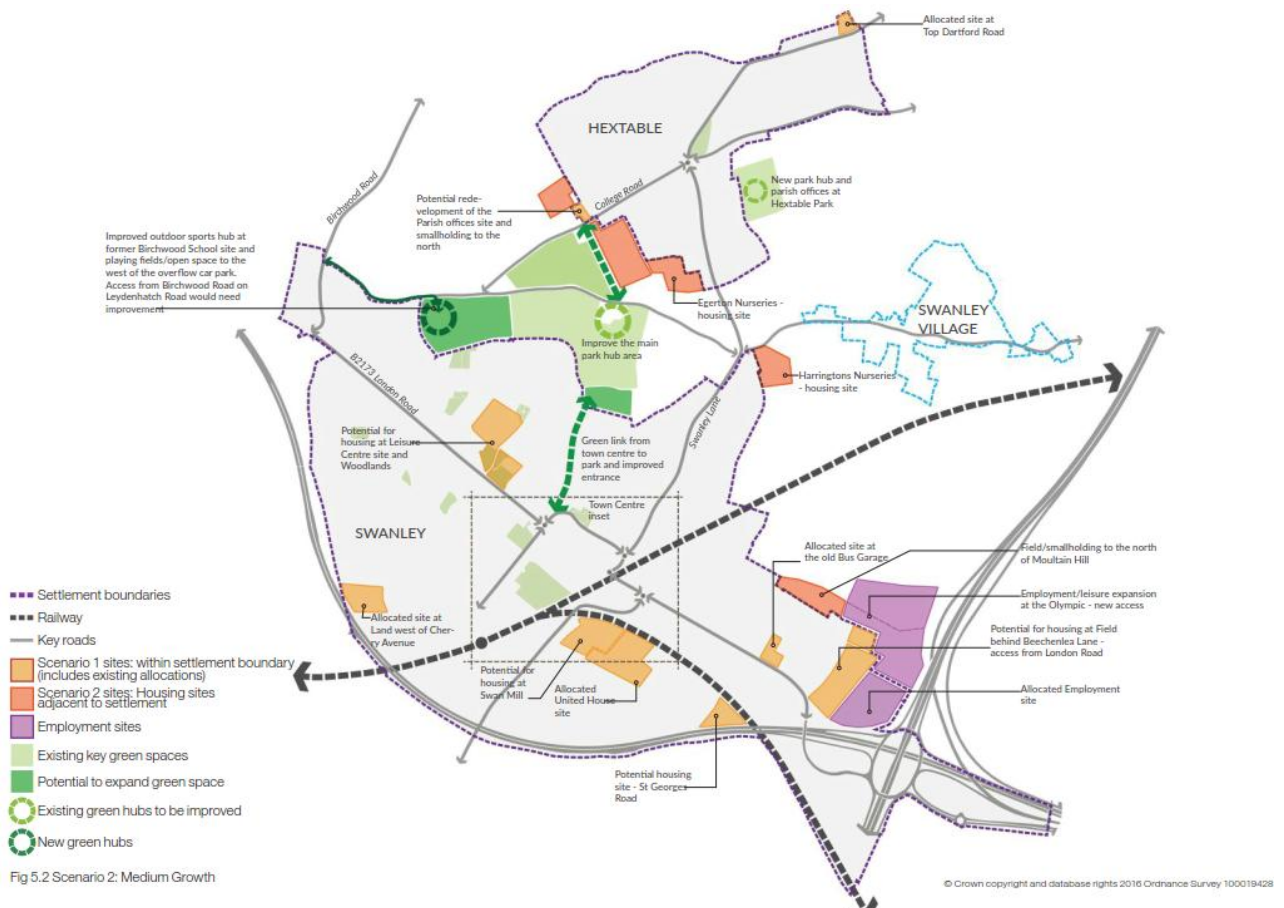 Allocated site at
Top Dartford Road
HEXTABLE
Birchwood Road
College Road
Potential rede-
velopment of the
Parish offices site and
smallholding to the
north
New park hub and
parish offices at
Hextable Park
Improved outdoor sports hub at
former Birchwood School site and
playing fields/open space to the
west of the overflow car park.
Access from Birchwood Road on
Leydenhatch Road would need
improvement
Egerton Nurseries -
housing site
SWANLEY
VILLAGE
Improve the main
park hub area
B2173 London Road
Harringtons Nurseries
- housing site
Swanley Lane
Potential for
housing at Leisure
Centre site and
Woodlands
Green link from
town centre to
park and improved
entrance
Town Centre
inset
SWANLEY
Allocated site at
the old Bus Garage
Field/smallholding to the north
of Moultain Hill
Employment/leisure expansion
at the Olympic - new access
Potential for housing at Field
behind Beechenlea Lane -
access from London Road
Allocated Employment
site
Allocated site at
Land west of Cher-
ry Avenue
Potential for
housing at
Swan Mill
Allocated
United House
site
Potential housing
site - St Georges
Road
Settlement boundaries
Railway
Key roads
Scenario 1 sites: within settlement boundary
(includes existing allocations)
Scenario 2 sites: Housing sites
adjacent to settlement
Employment sites
Existing key green spaces
Potential to expand green space
Existing green hubs to be improved
New green hubs
Fig 5.2 Scenario 2: Medium Growth
© Crown copyright and database rights 2016 Ordnance Survey 100019428